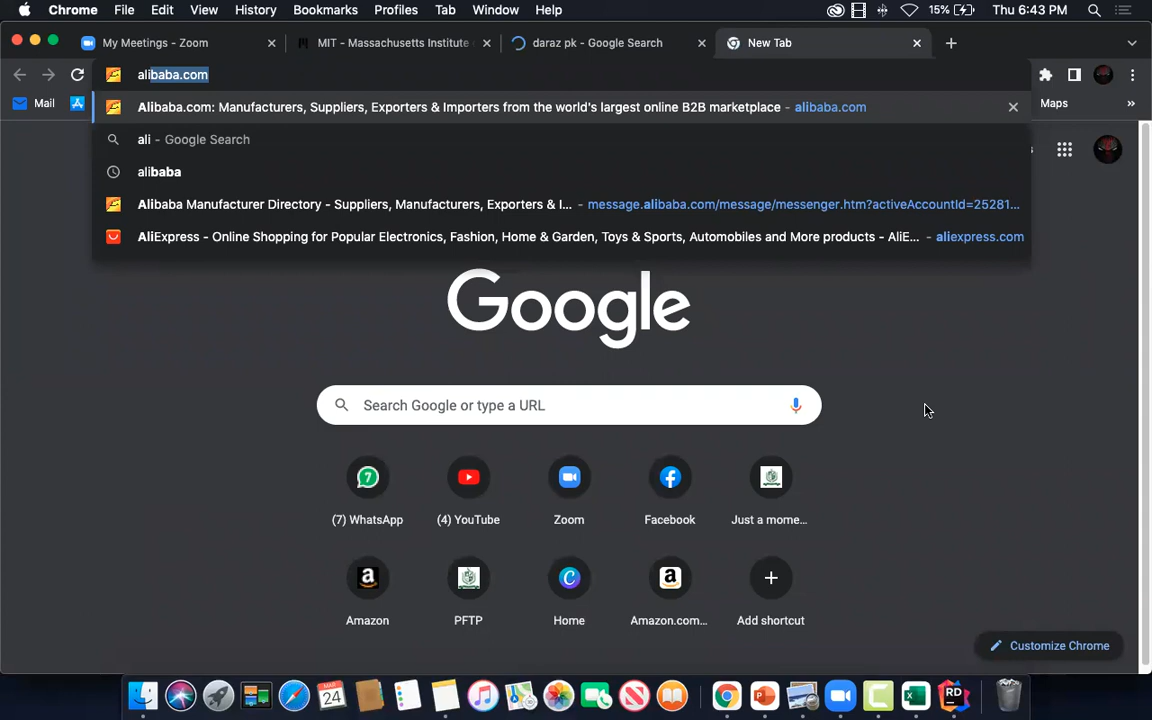 Chrome File Edit View History Bookmarks Profiles Tab Window Help 15% Thu 6:43 PM
My Meetings - Zoom MIT - Massachusetts Institute daraz pk - Google Search New Tab
alibaba.com
Mail Maps »
Alibaba.com: Manufacturers, Suppliers, Exporters & Importers from the world's largest online B2B marketplace - alibaba.com
ali - Google Search
alibaba
Alibaba Manufacturer Directory - Suppliers, Manufacturers, Exporters & I... - message.alibaba.com/message/messenger.htm?activeAccountId=25281...
AliExpress - Online Shopping for Popular Electronics, Fashion, Home & Garden, Toys & Sports, Automobiles and More products - AliE... - aliexpress.com
Google
Search Google or type a URL
(7) WhatsApp (4) YouTube Zoom Facebook Just a mome...
Amazon PFTP Home Amazon.com... Add shortcut
Customize Chrome
MAR 24
RD